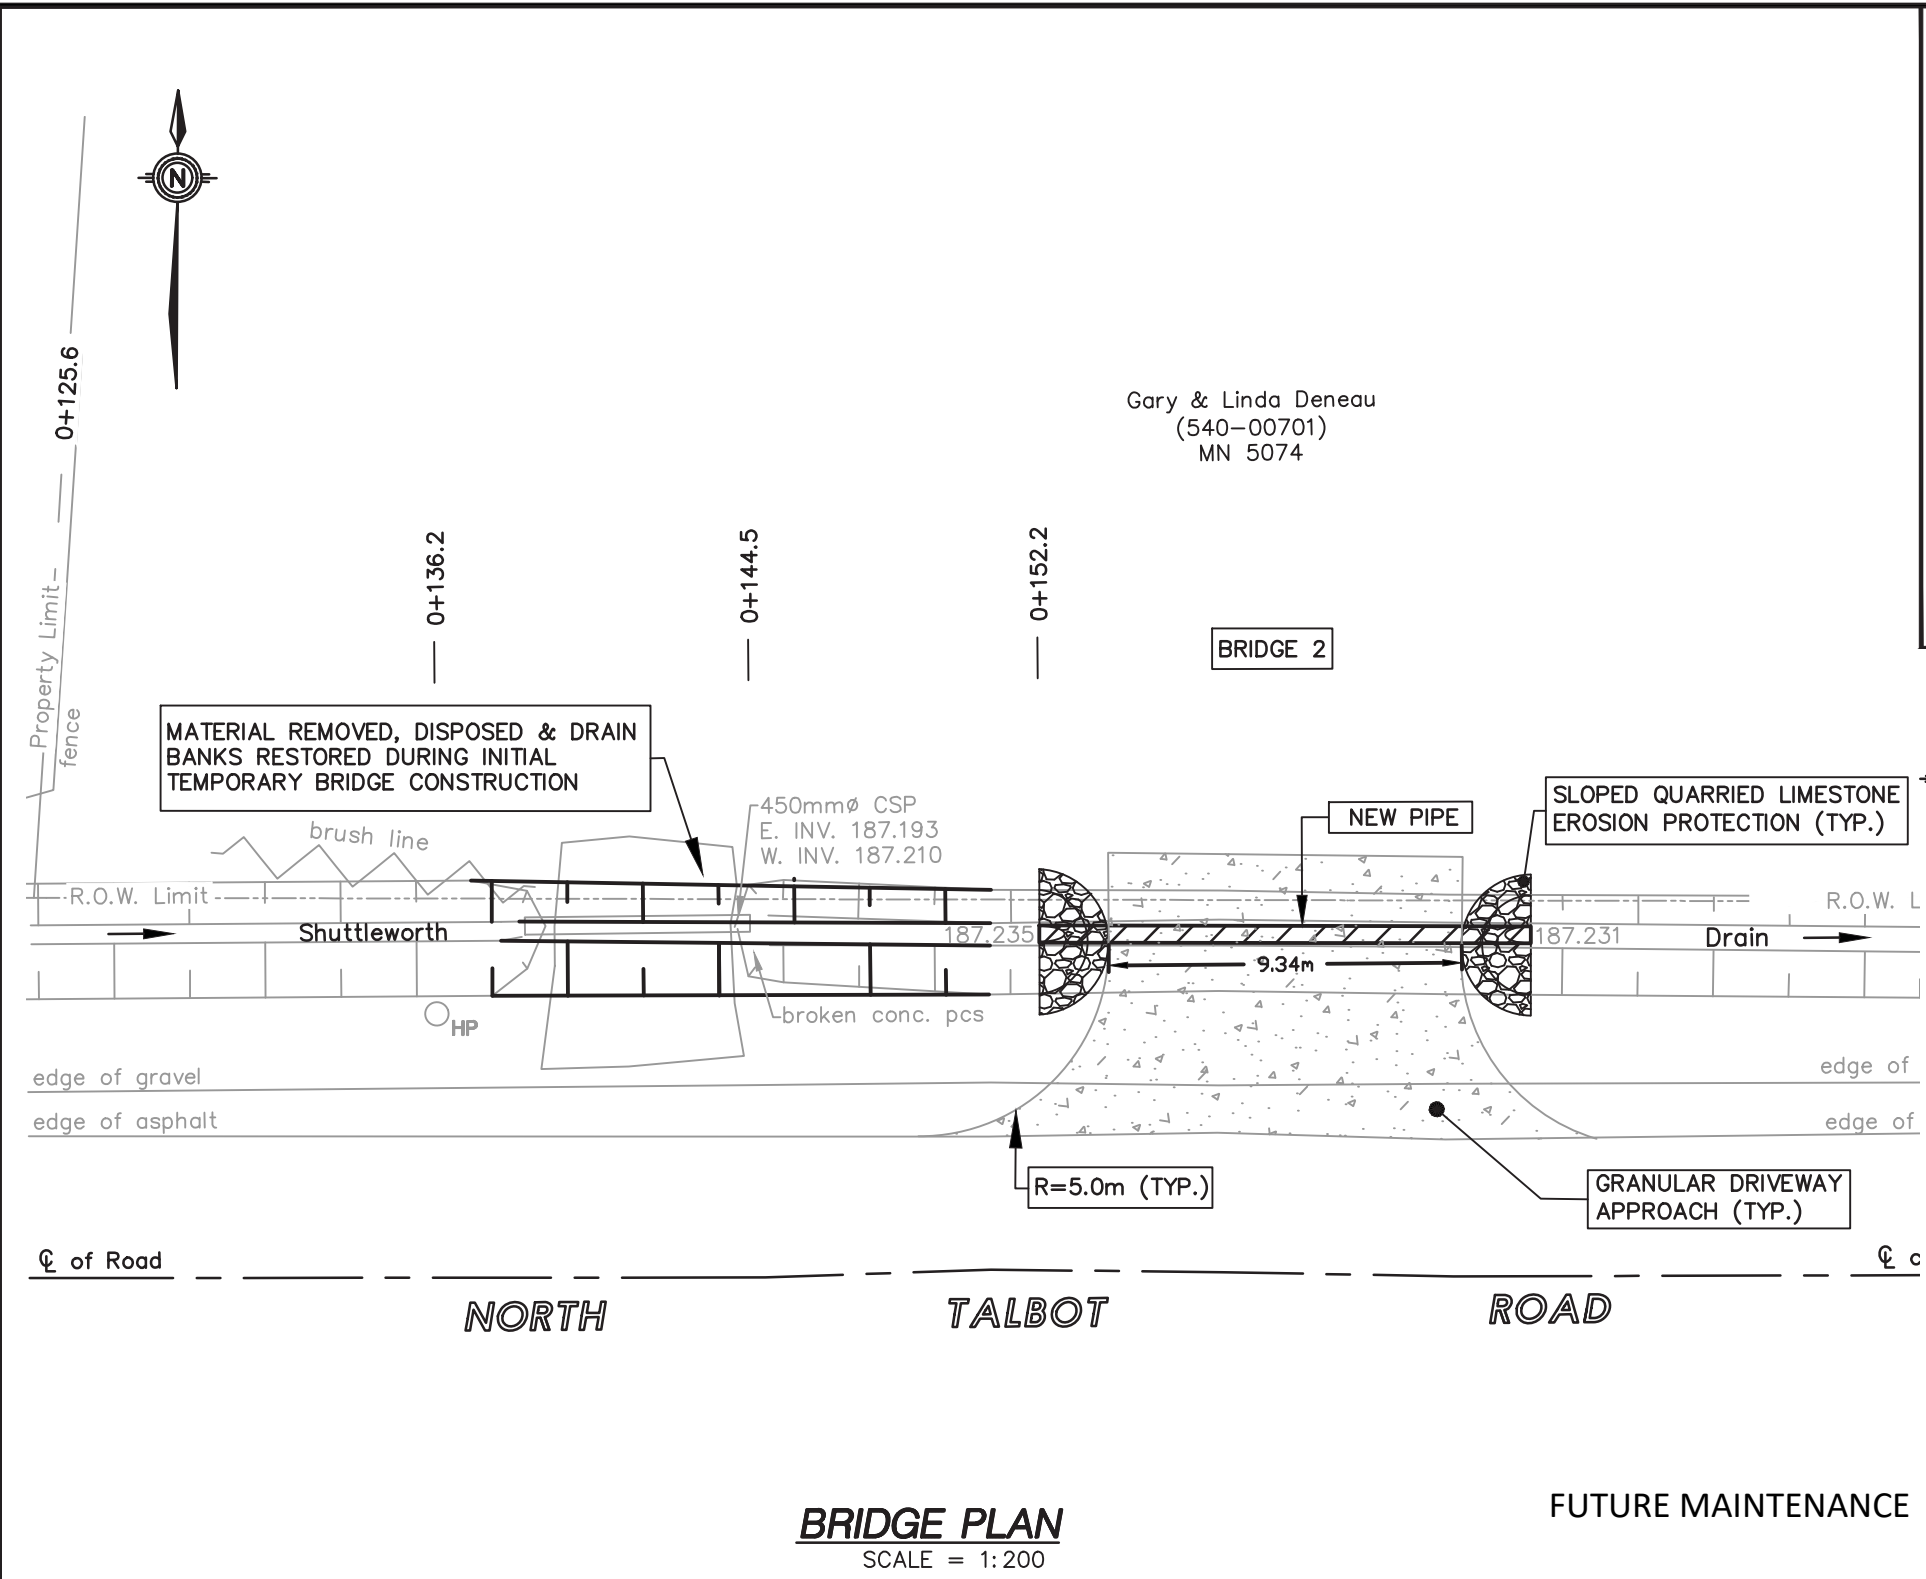 N
0+125.6
Gary & Linda Deneau
(540-00701)
MN 5074
0+136.2
0+144.5
0+152.2
BRIDGE 2
Property Limit
fence
MATERIAL REMOVED, DISPOSED & DRAIN
BANKS RESTORED DURING INITIAL
TEMPORARY BRIDGE CONSTRUCTION
450mmø CSP
E. INV. 187.193
W. INV. 187.210
NEW PIPE
SLOPED QUARRIED LIMESTONE
EROSION PROTECTION (TYP.)
brush line
R.O.W. Limit
R.O.W. L
Shuttleworth
187.235
187.231
Drain
9.34m
HP
broken conc. pcs
edge of gravel
edge of
edge of asphalt
edge of
R=5.0m (TYP.)
GRANULAR DRIVEWAY
APPROACH (TYP.)
℄ of Road
℄ o
NORTH TALBOT ROAD
FUTURE MAINTENANCE
BRIDGE PLAN
SCALE = 1:200